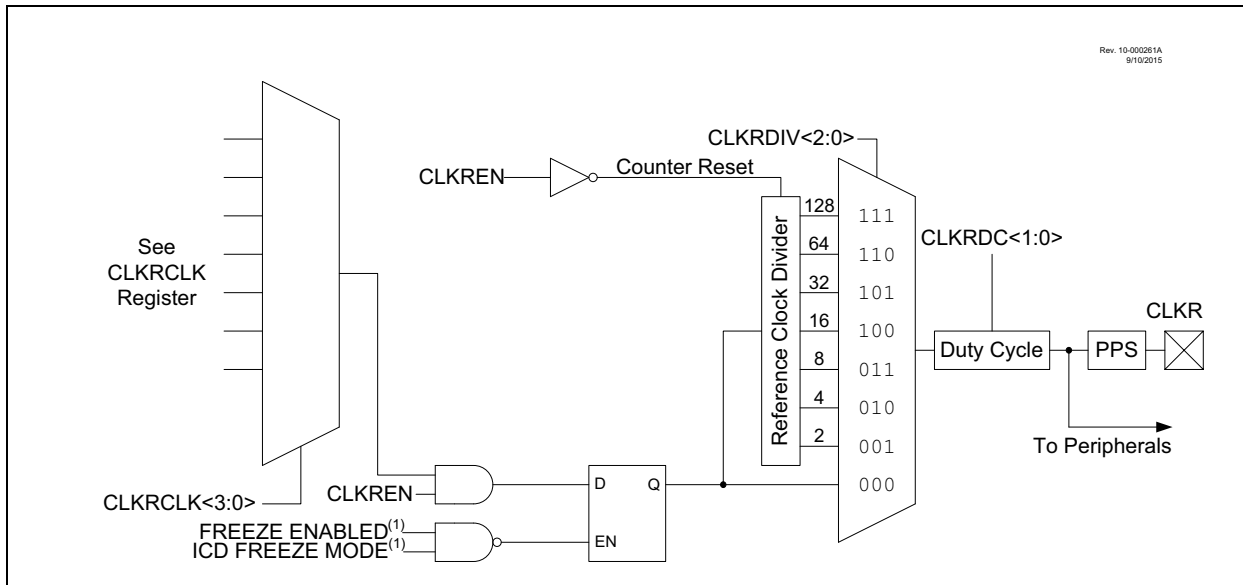 Rev. 10-000261A
9/10/2015
CLKRDIV<2:0>
CLKREN
Counter Reset
See
CLKRCLK
Register
Reference Clock Divider
128
64
32
16
8
4
2
111
110
101
100
011
010
001
000
CLKRDC<1:0>
CLKR
Duty Cycle
PPS
To Peripherals
CLKRCLK<3:0>
CLKREN
D
Q
EN
FREEZE ENABLED(1)
ICD FREEZE MODE(1)